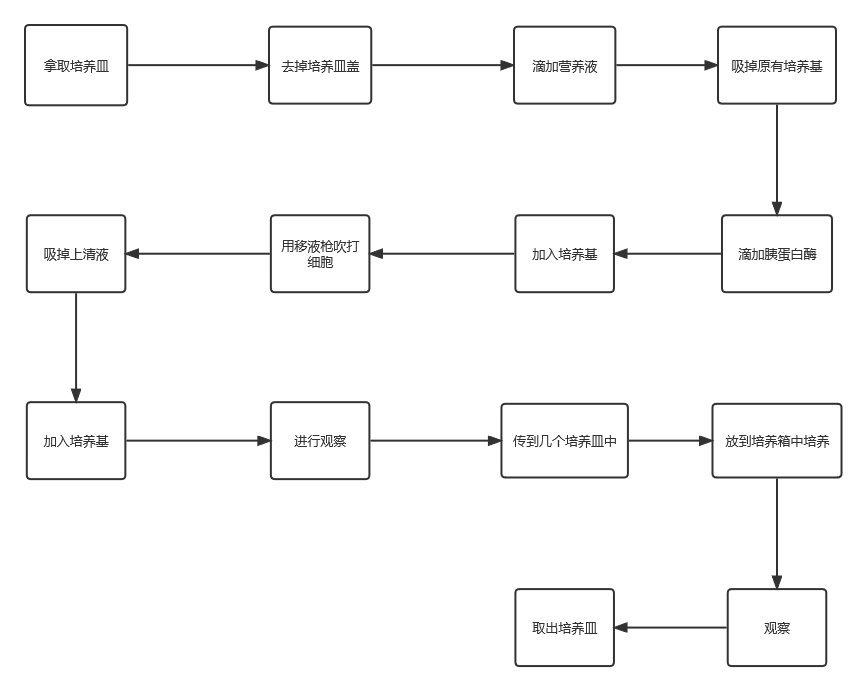 拿取培养皿
去掉培养皿盖
滴加营养液
吸掉原有培养基
滴加胰蛋白酶
加入培养基
用移液枪吹打
细胞
吸掉上清液
加入培养基
进行观察
传到几个培养皿中
放到培养箱中培养
观察
取出培养皿